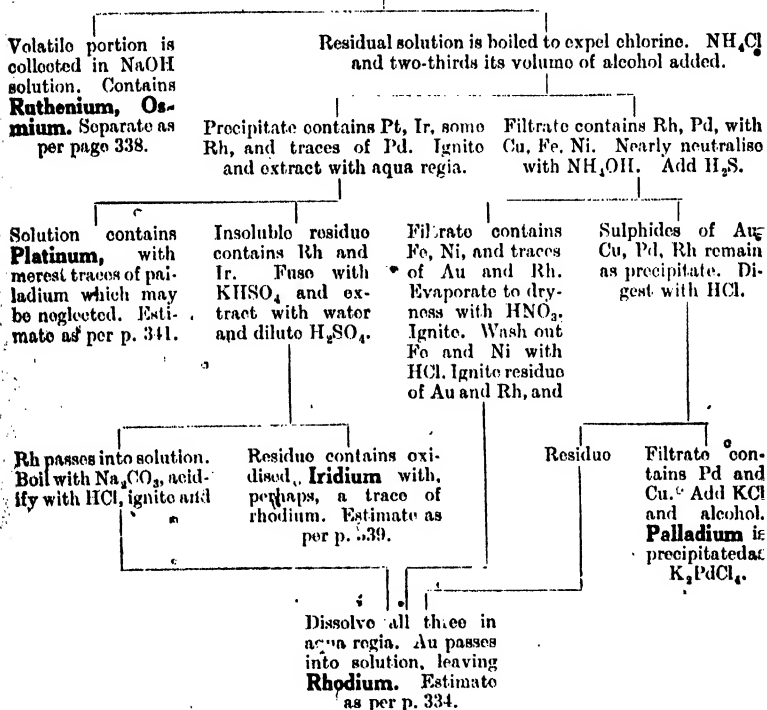 Volatile portion is
collected in NaOH
solution. Contains
Ruthenium, Os-
mium. Separate as
per page 338.
Residual solution is boiled to expel chlorine. NH₄Cl
and two-thirds its volume of alcohol added.
Precipitate contains Pt, Ir, some
Rh, and traces of Pd. Ignite
and extract with aqua regia.
Filtrate contains Rh, Pd, with
Cu, Fe, Ni. Nearly neutralise
with NH₄OH. Add H₂S.
Solution contains
Platinum, with
merest traces of pal-
ladium which may
be neglected. Esti-
mate as per p. 341.
Insoluble residue
contains Rh and
Ir. Fuse with
KHSO₄ and ex-
tract with water
and dilute H₂SO₄.
Filtrate contains
Fe, Ni, and traces
of Au and Rh.
Evaporate to dry-
ness with HNO₃.
Ignite. Wash out
Fe and Ni with
HCl. Ignite residue
of Au and Rh, and
Sulphides of Au,
Cu, Pd, Rh remain
as precipitate. Di-
gest with HCl.
Rh passes into solution.
Boil with Na₂CO₃, acid-
ify with HCl, ignite and
Residue contains oxi-
dised, Iridium with,
perhaps, a trace of
rhodium. Estimate as
per p. 339.
Residue
Filtrate con-
tains Pd and
Cu. Add KCl
and alcohol.
Palladium is
precipitated as
K₂PdCl₄.
Dissolve all three in
aqua regia. Au passes
into solution, leaving
Rhodium. Estimate
as per p. 334.